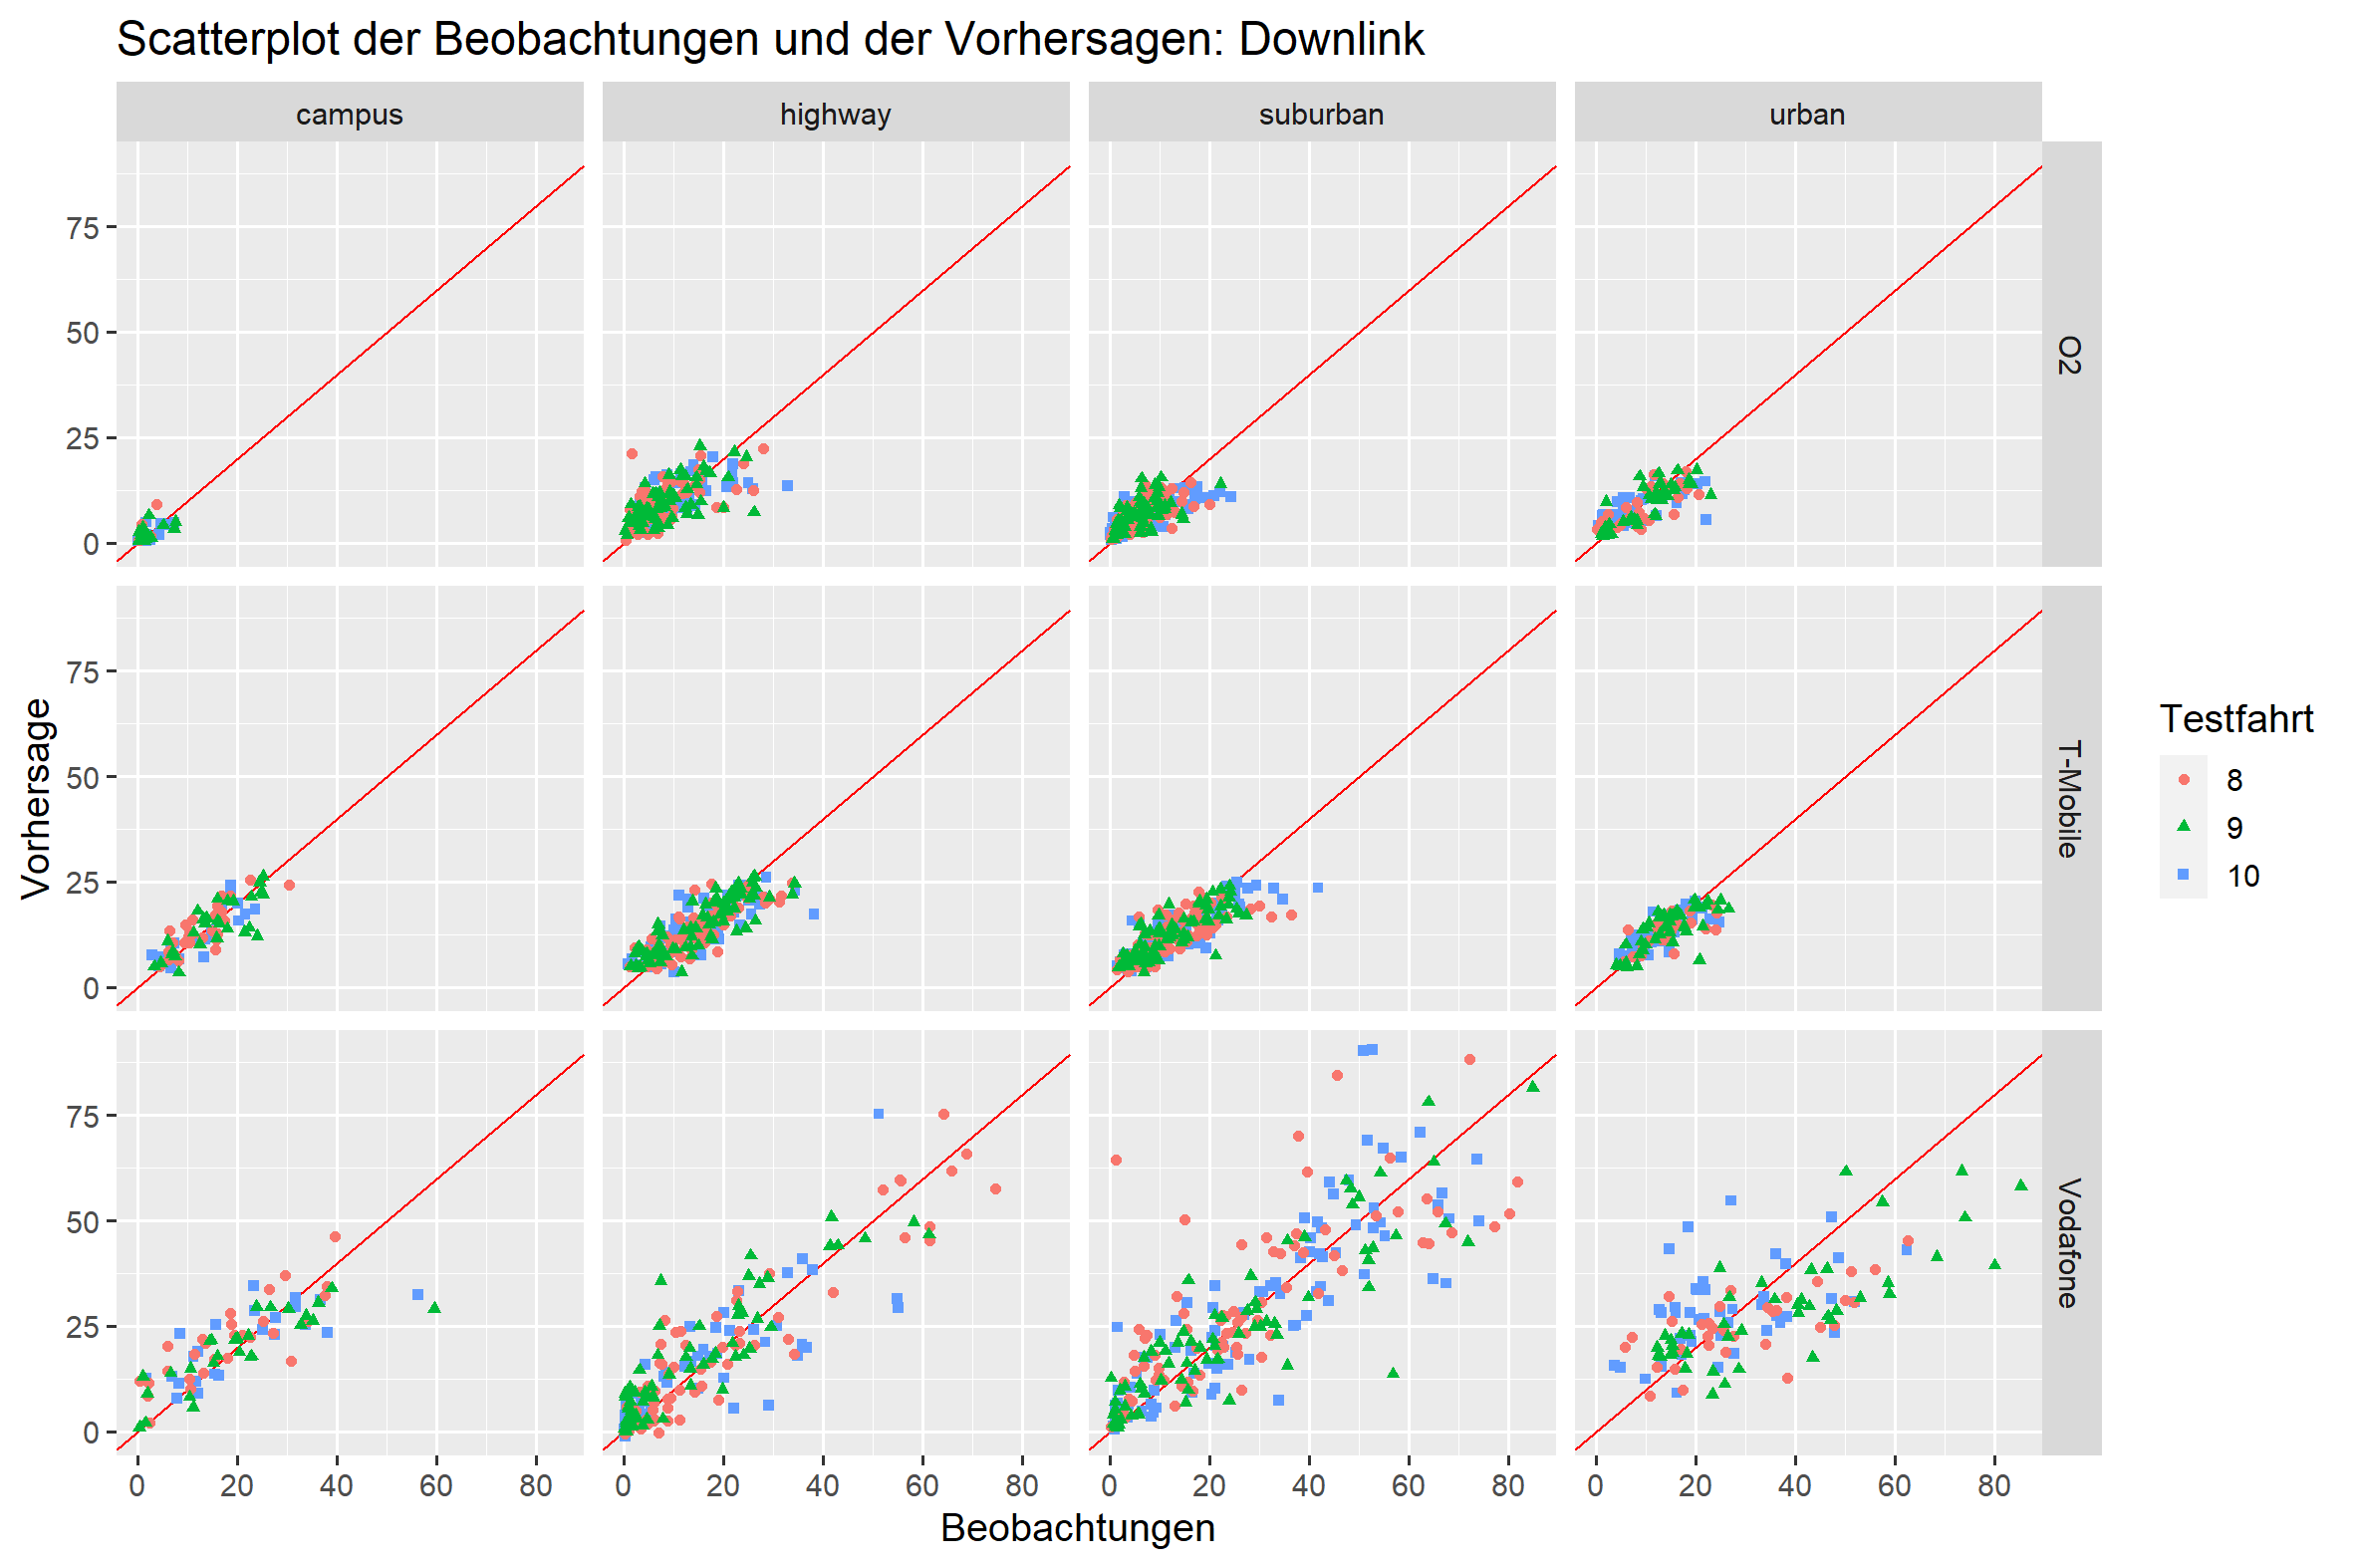 Scatterplot der Beobachtungen und der Vorhersagen: Downlink
campus highway suburban urban
75
50
25
0
O2
75
50
25
0
T-Mobile
75
50
25
0
Vodafone
0 20 40 60 80 0 20 40 60 80 0 20 40 60 80 0 20 40 60 80
Beobachtungen
Vorhersage
Testfahrt
8
9
10